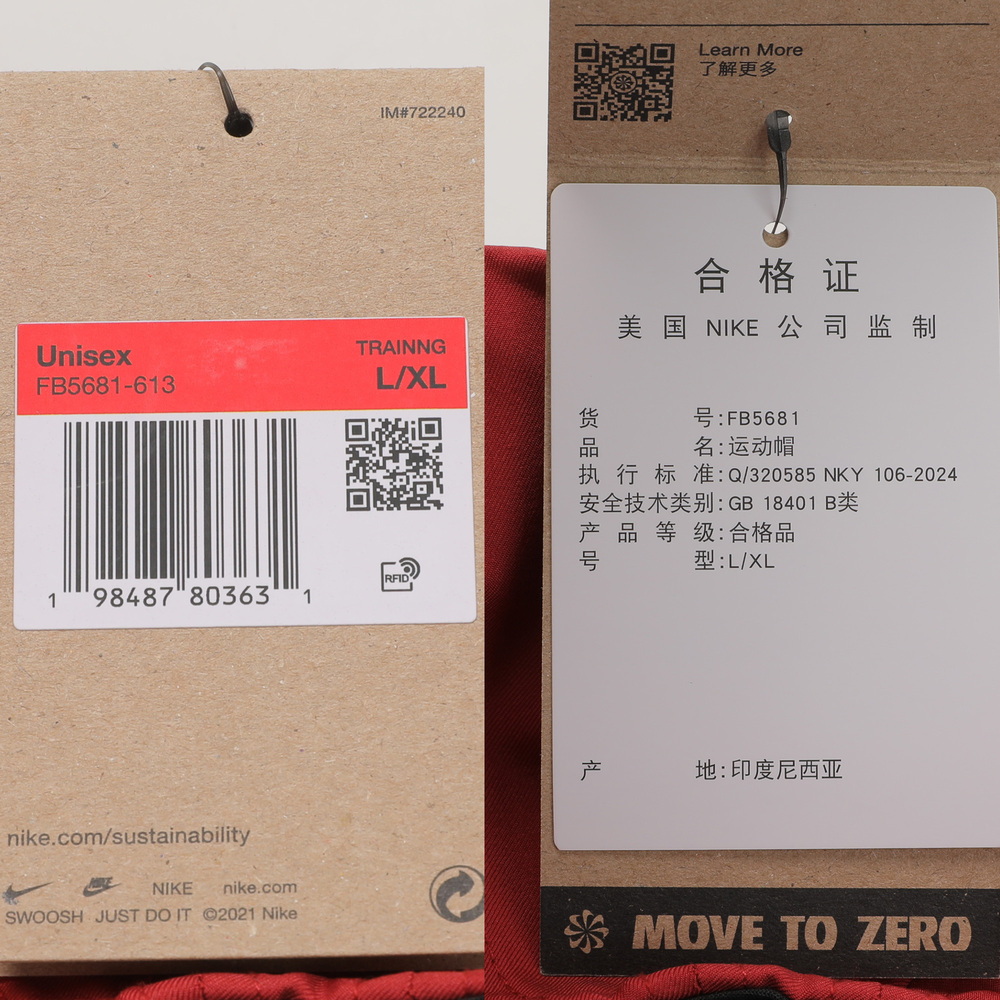 IM#722240
Unisex
FB5681-613
TRAINNG
L/XL
1 98487 80363 1
RFID
nike.com/sustainability
NIKE nike.com
SWOOSH JUST DO IT ©2021 Nike
Learn More
了解更多
合格证
美国NIKE公司监制
货号:FB5681
品名:运动帽
执行标准:Q/320585 NKY 106-2024
安全技术类别:GB 18401 B类
产品等级:合格品
号型:L/XL
产地:印度尼西亚
MOVE TO ZERO